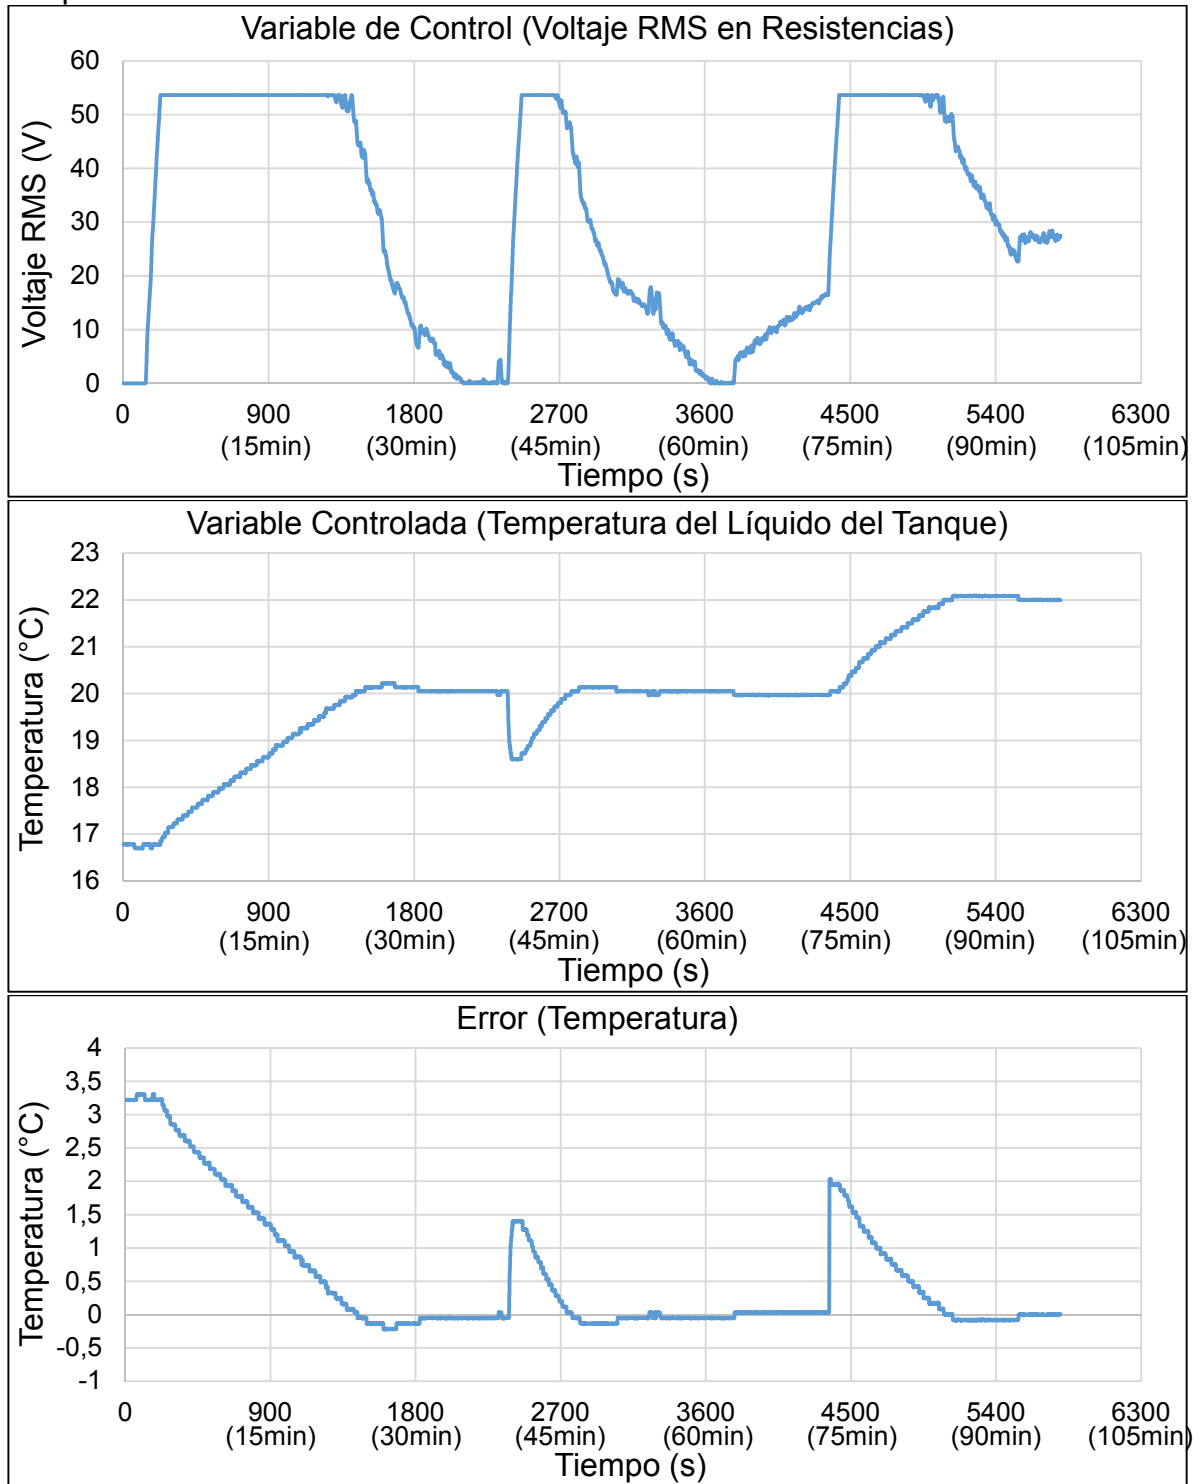 Variable de Control (Voltaje RMS en Resistencias)
Voltaje RMS (V)
60
50
40
30
20
10
0
0 900 1800 2700 3600 4500 5400 6300
(15min) (30min) (45min) (60min) (75min) (90min) (105min)
Tiempo (s)
Variable Controlada (Temperatura del Líquido del Tanque)
Temperatura (°C)
23
22
21
20
19
18
17
16
0 900 1800 2700 3600 4500 5400 6300
(15min) (30min) (45min) (60min) (75min) (90min) (105min)
Tiempo (s)
Error (Temperatura)
Temperatura (°C)
4
3,5
3
2,5
2
1,5
1
0,5
0
-0,5
-1
0 900 1800 2700 3600 4500 5400 6300
(15min) (30min) (45min) (60min) (75min) (90min) (105min)
Tiempo (s)